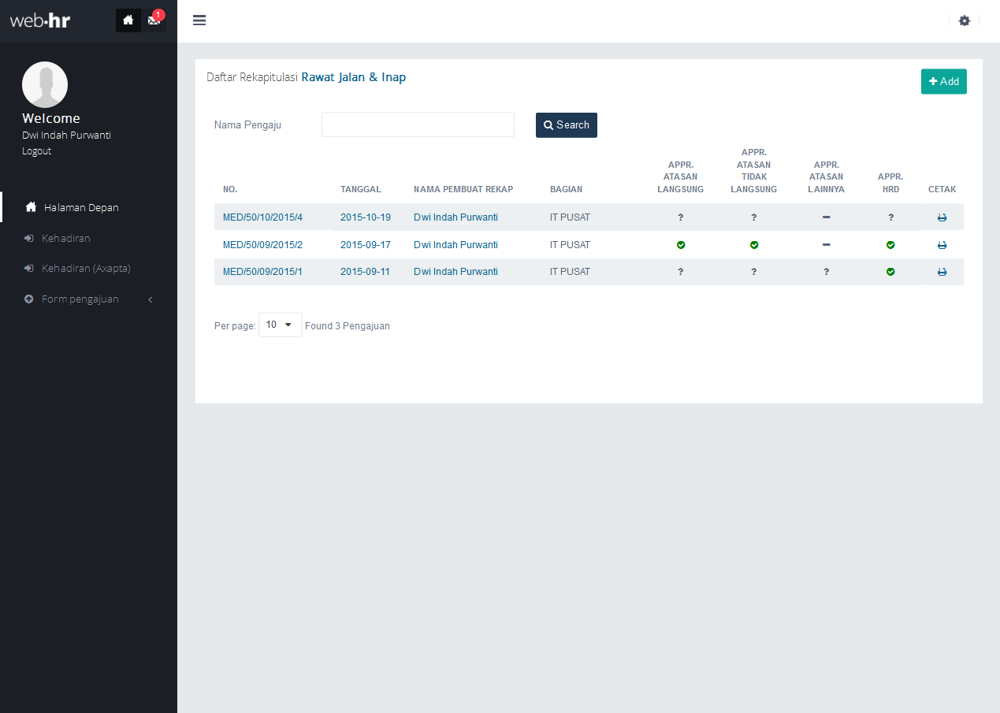 web·hr
1
Welcome
Dwi Indah Purwanti
Logout
Halaman Depan
Kehadiran
Kehadiran (Axapta)
Form pengajuan
Daftar Rekapitulasi Rawat Jalan & Inap
Add
Nama Pengaju
Search
NO. TANGGAL NAMA PEMBUAT REKAP BAGIAN APPR. ATASAN LANGSUNG APPR. ATASAN TIDAK LANGSUNG APPR. ATASAN LAINNYA APPR. HRD CETAK
MED/50/10/2015/4 2015-10-19 Dwi Indah Purwanti IT PUSAT ? ? - ?
MED/50/09/2015/2 2015-09-17 Dwi Indah Purwanti IT PUSAT -
MED/50/09/2015/1 2015-09-11 Dwi Indah Purwanti IT PUSAT ? ? ?
Per page: 10 Found 3 Pengajuan